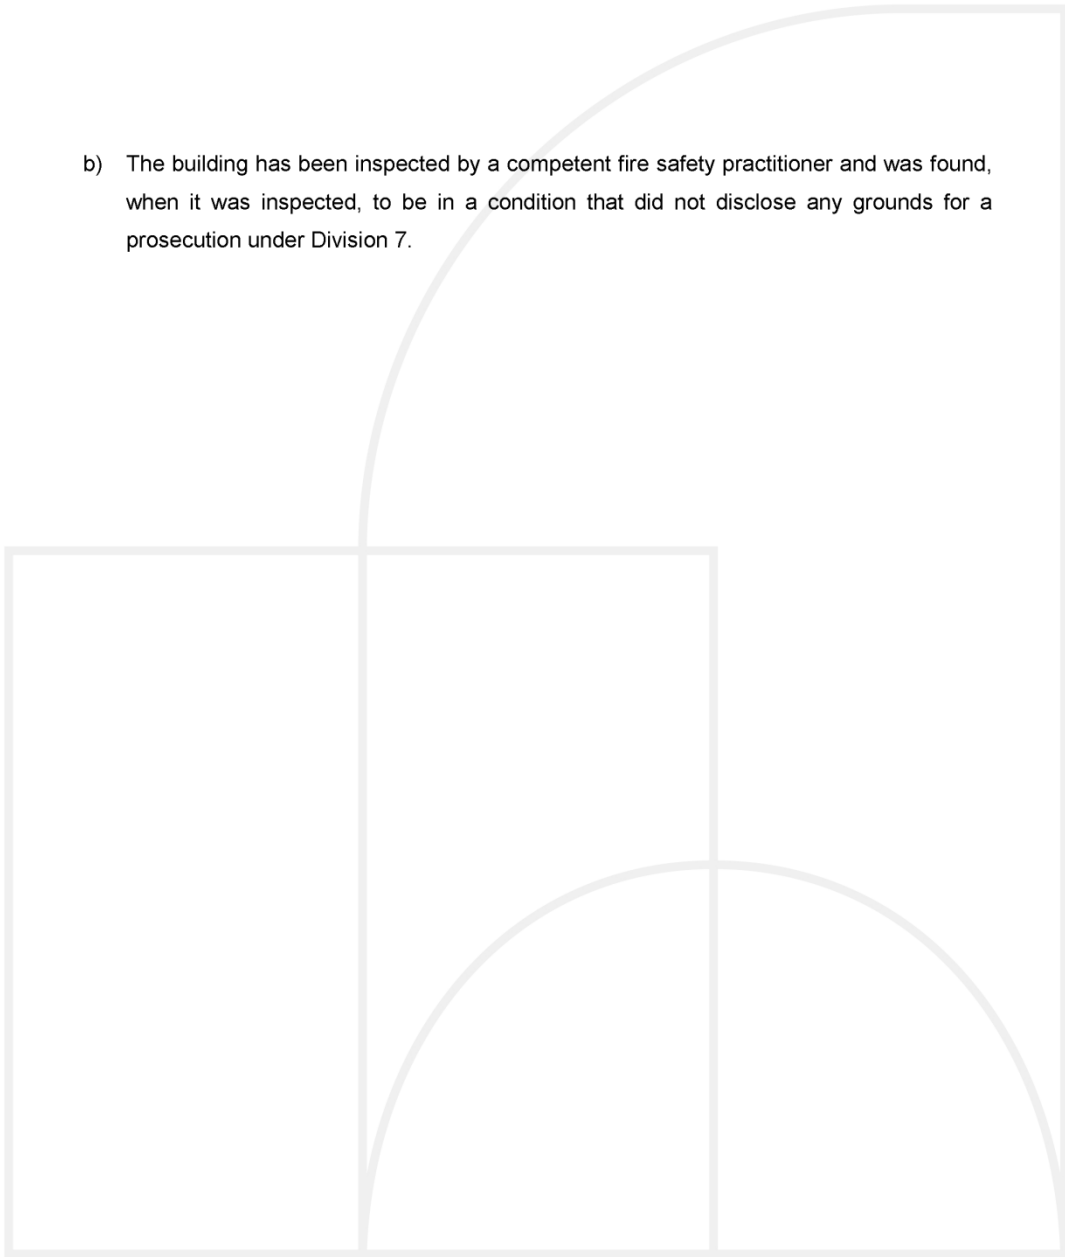 b) The building has been inspected by a competent fire safety practitioner and was found,
when it was inspected, to be in a condition that did not disclose any grounds for a
prosecution under Division 7.